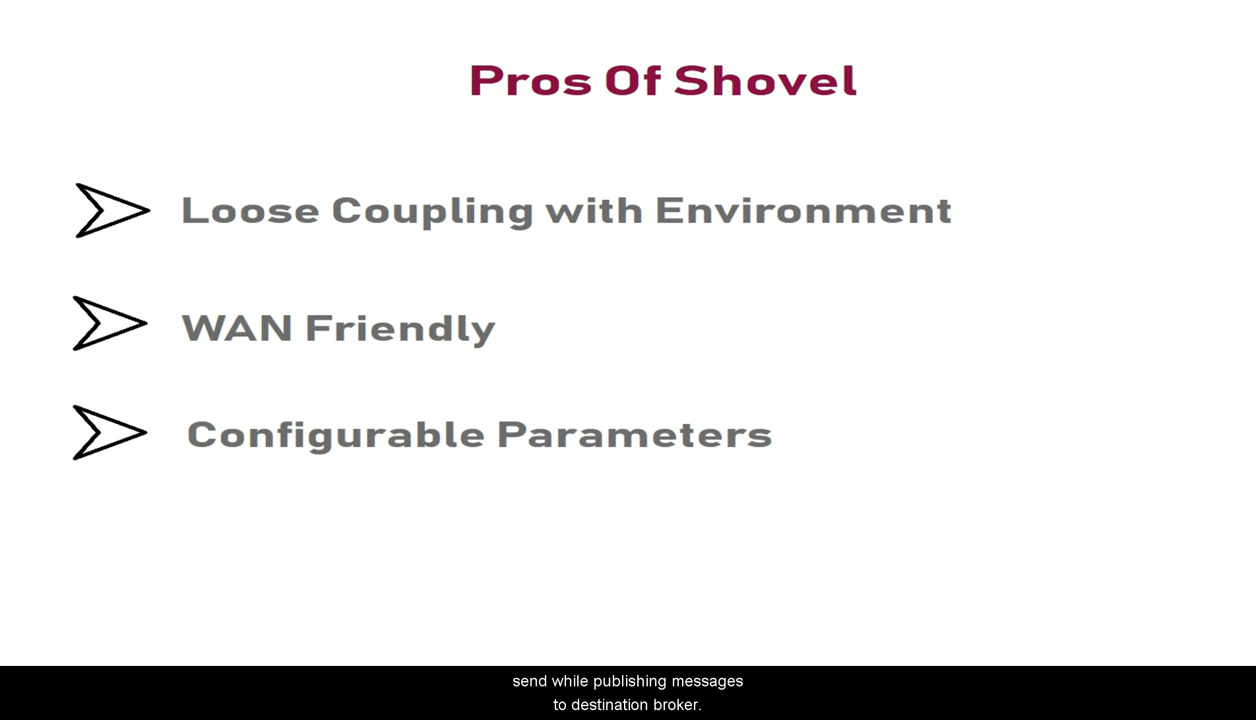 Pros Of Shovel
Loose Coupling with Environment
WAN Friendly
Configurable Parameters
send while publishing messages
to destination broker.